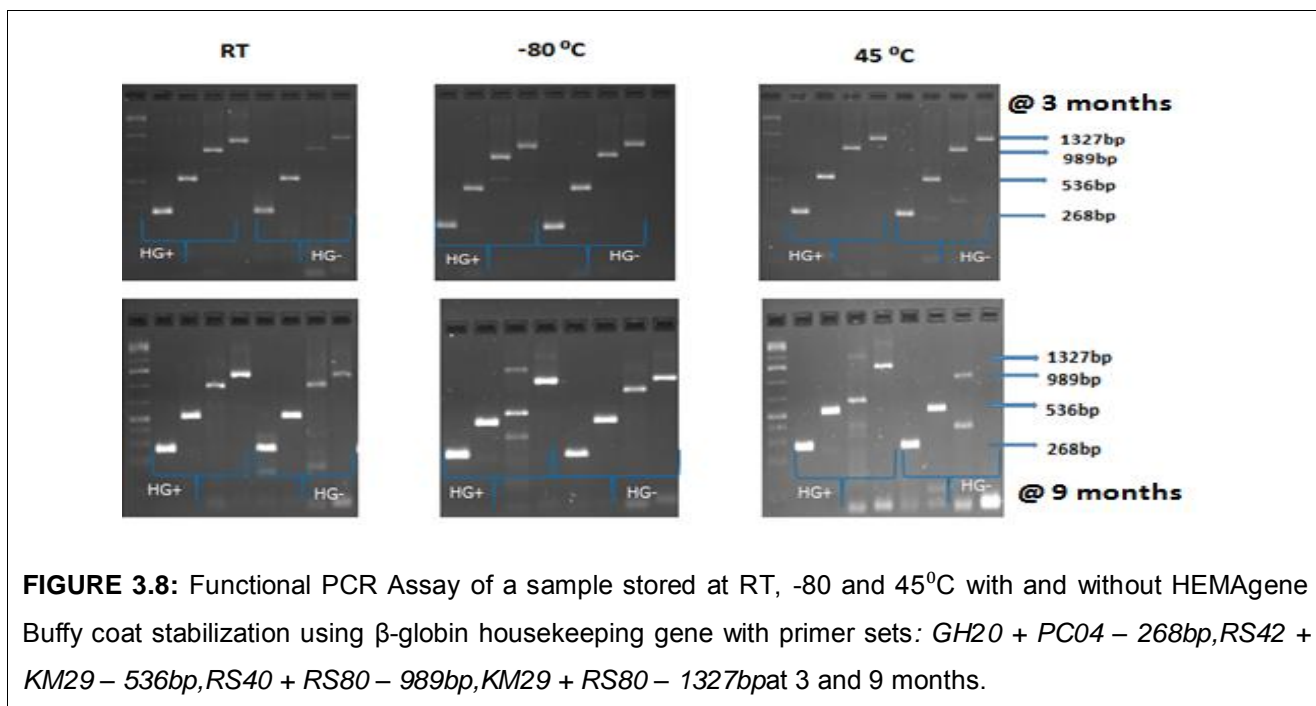 RT
-80 ⁰C
45 ⁰C
@ 3 months
1327bp
989bp
536bp
268bp
HG+
HG-
HG+
HG-
HG+
HG-
1327bp
989bp
536bp
268bp
HG+
HG-
HG+
HG-
HG+
HG-
@ 9 months
FIGURE 3.8: Functional PCR Assay of a sample stored at RT, -80 and 45⁰C with and without HEMAgene
Buffy coat stabilization using β-globin housekeeping gene with primer sets: GH20 + PC04 – 268bp,RS42 +
KM29 – 536bp,RS40 + RS80 – 989bp,KM29 + RS80 – 1327bpat 3 and 9 months.